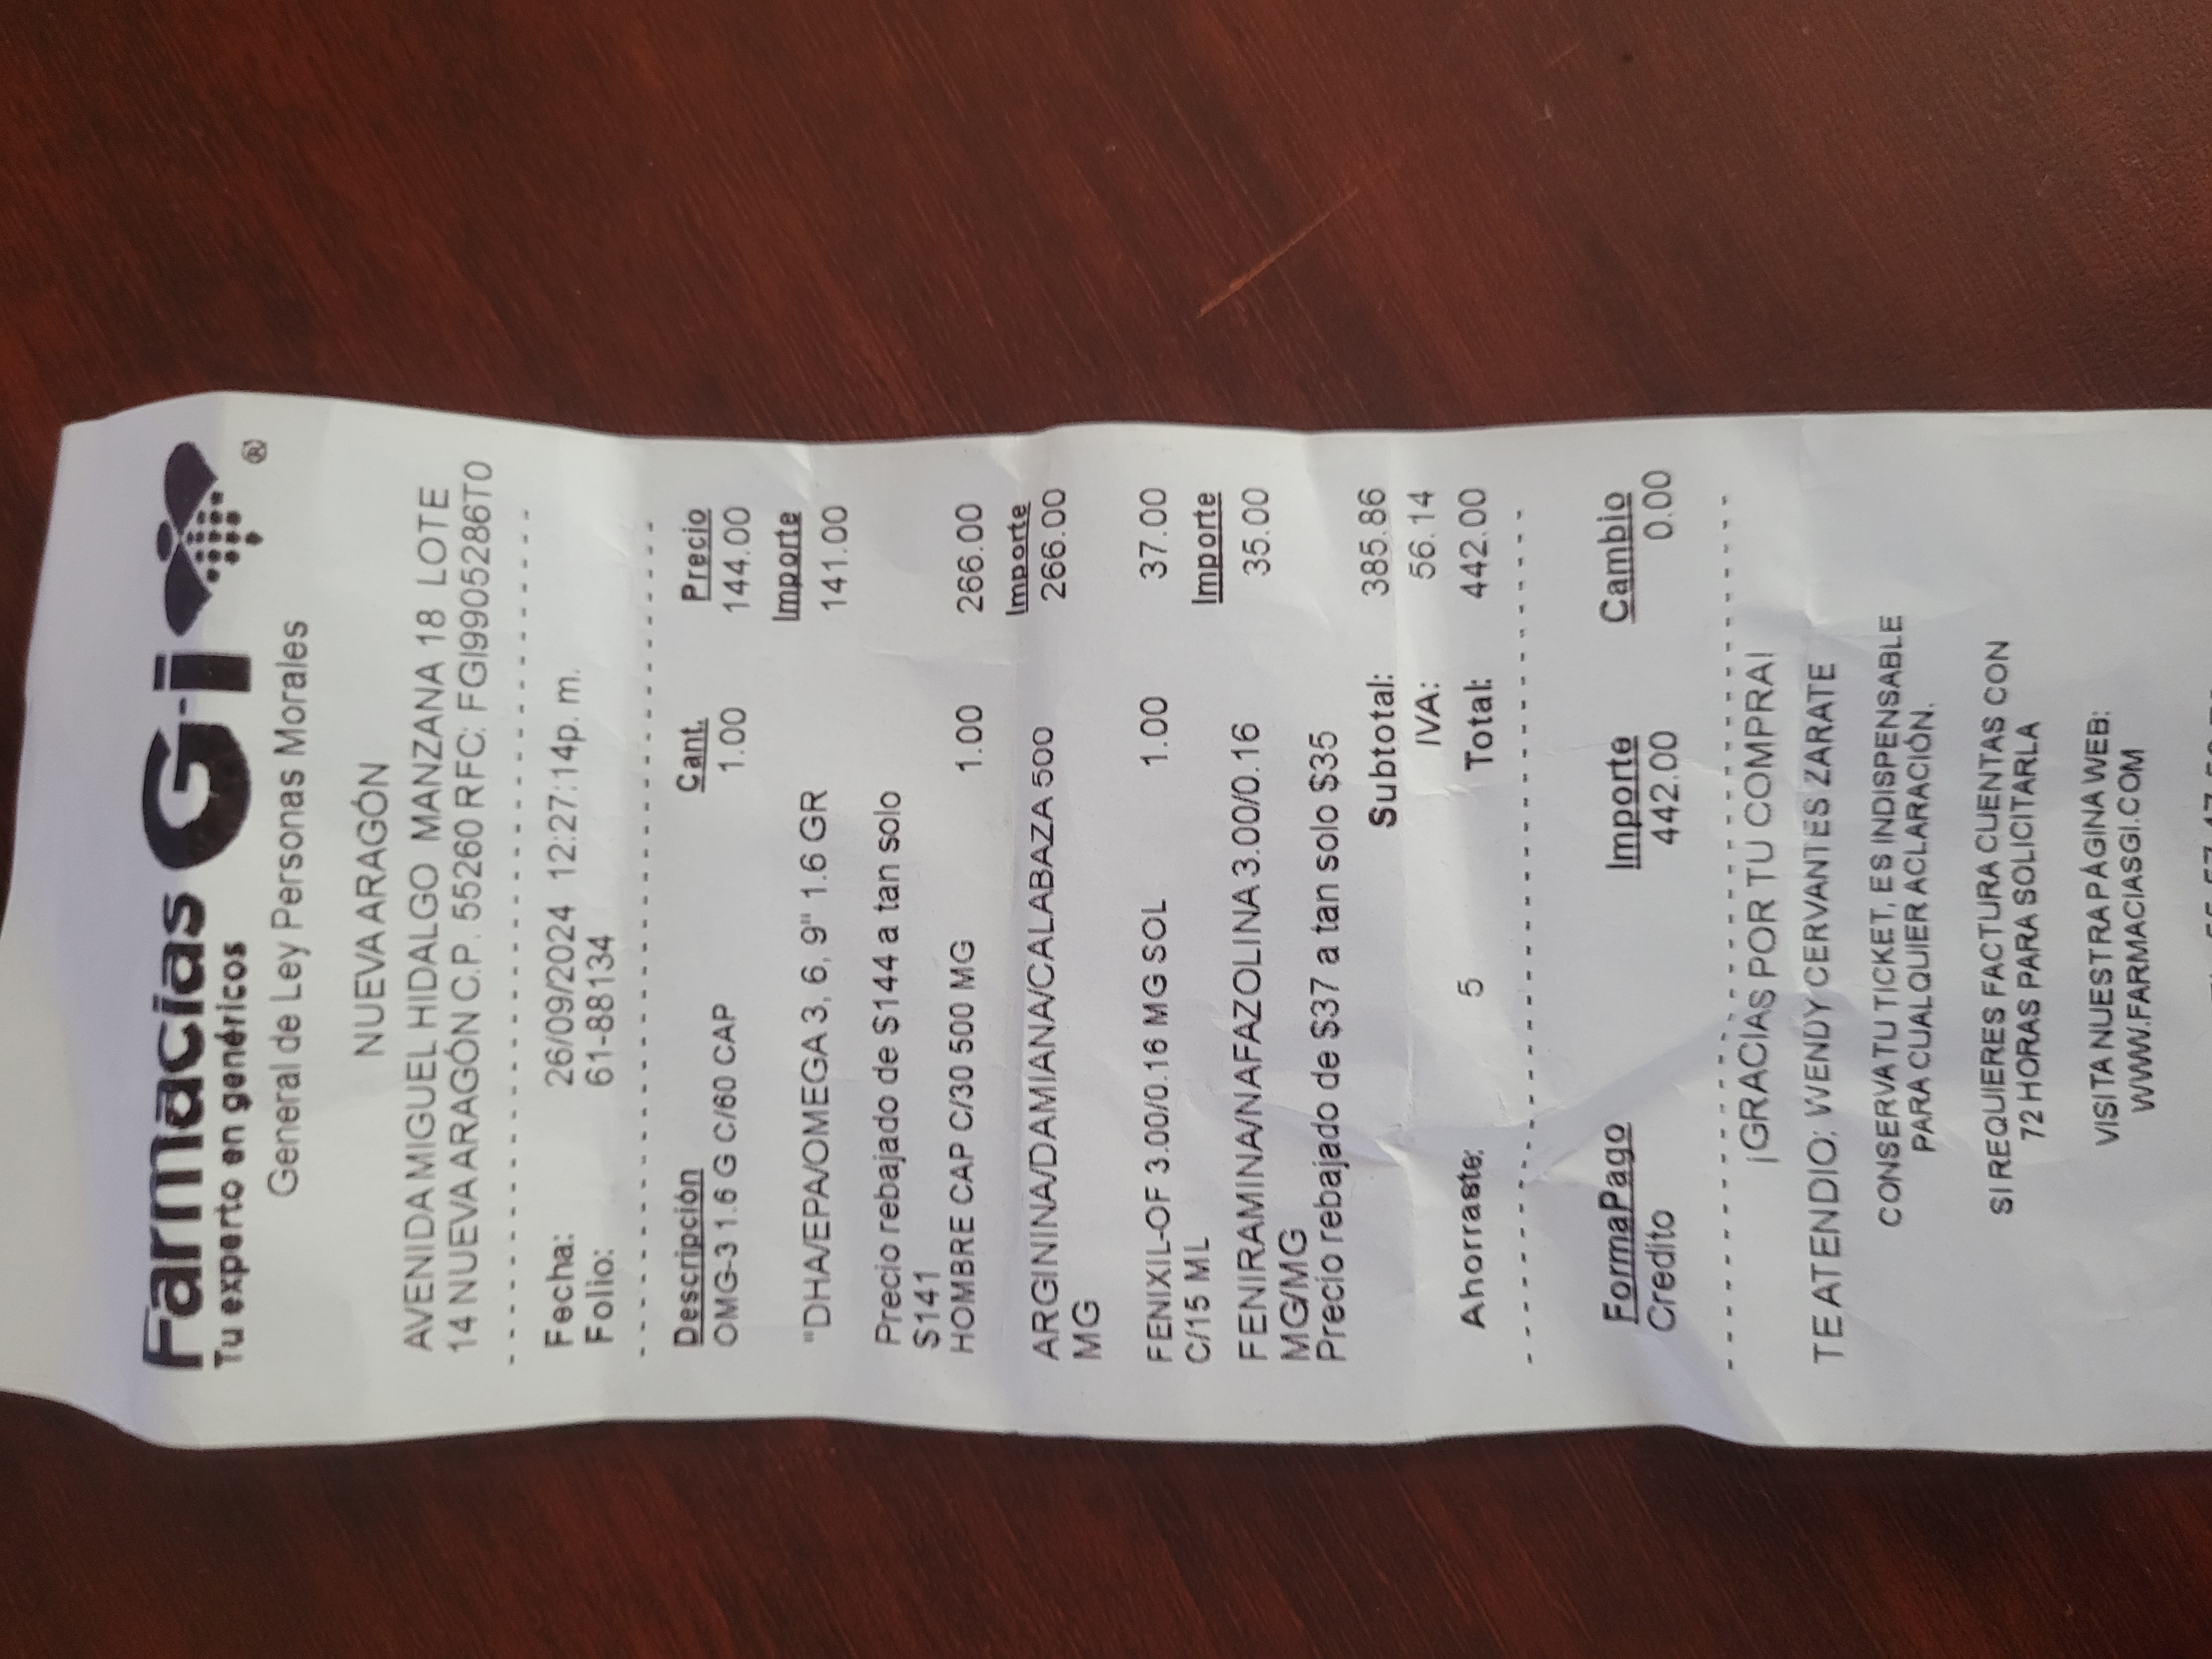 Farmacias Gi ®
Tu experto en genéricos
General de Ley Personas Morales
NUEVA ARAGÓN
AVENIDA MIGUEL HIDALGO MANZANA 18 LOTE
14 NUEVA ARAGÓN C.P. 55260 RFC: FGI9905286T0
Fecha: 26/09/2024 12:27:14p. m.
Folio: 61-88134
Descripción Cant. Precio
OMG-3 1.6 G C/60 CAP 1.00 144.00
Importe
"DHA/EPA/OMEGA 3, 6, 9" 1.6 GR 141.00
Precio rebajado de $144 a tan solo
$141
HOMBRE CAP C/30 500 MG 1.00 266.00
Importe
ARGININA/DAMIANA/CALABAZA 500 266.00
MG
FENIXIL-OF 3.00/0.16 MG SOL 1.00 37.00
C/15 ML
Importe
FENIRAMINA/NAFAZOLINA 3.00/0.16 35.00
MG/MG
Precio rebajado de $37 a tan solo $35
Subtotal: 385.86
IVA: 56.14
Ahorraste: 5 Total: 442.00
FormaPago Importe Cambio
Credito 442.00 0.00
¡GRACIAS POR TU COMPRA!
TE ATENDIO: WENDY CERVANTES ZARATE
CONSERVA TU TICKET, ES INDISPENSABLE
PARA CUALQUIER ACLARACIÓN.
SI REQUIERES FACTURA CUENTAS CON
72 HORAS PARA SOLICITARLA
VISITA NUESTRA PÁGINA WEB:
WWW.FARMACIASGI.COM